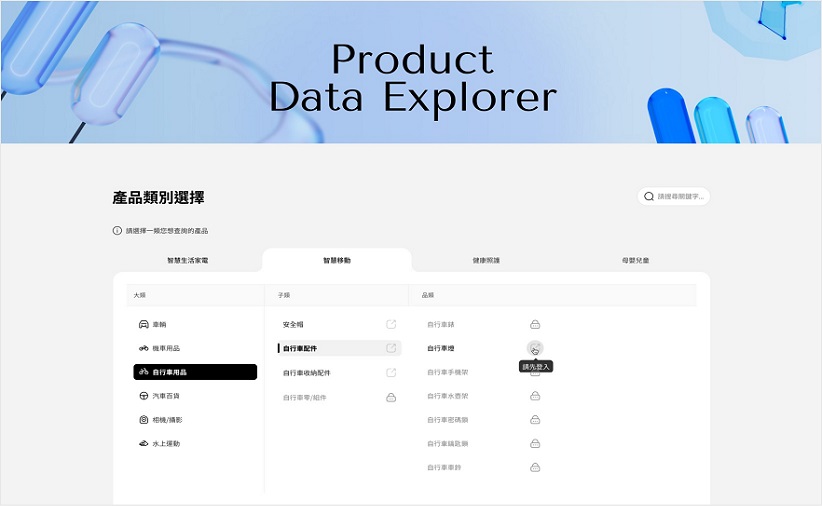 Product
Data Explorer
產品類別選擇
請搜尋關鍵字...
請選擇一類您想查詢的產品
智慧生活家電
智慧移動
健康照護
母嬰兒童
大類
子類
品類
車輛
安全帽
自行車錶
機車用品
自行車配件
自行車燈
請先登入
自行車用品
自行車收納配件
自行車手機架
汽車百貨
自行車零/組件
自行車水壺架
相機/攝影
自行車密碼鎖
水上運動
自行車鑰匙鎖
自行車車鈴